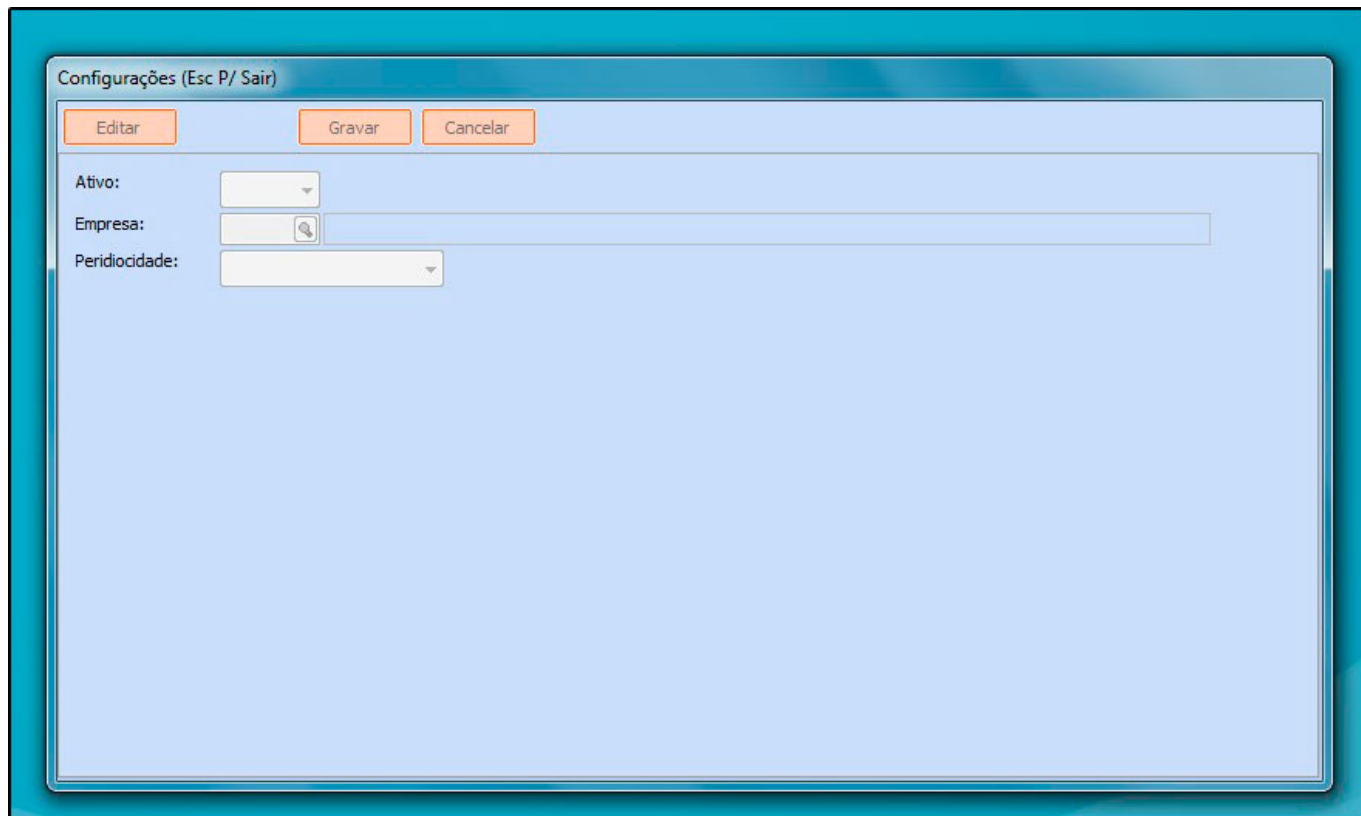 Configurações (Esc P/ Sair)
Editar Gravar Cancelar
Ativo:
Empresa:
Peridiocidade: